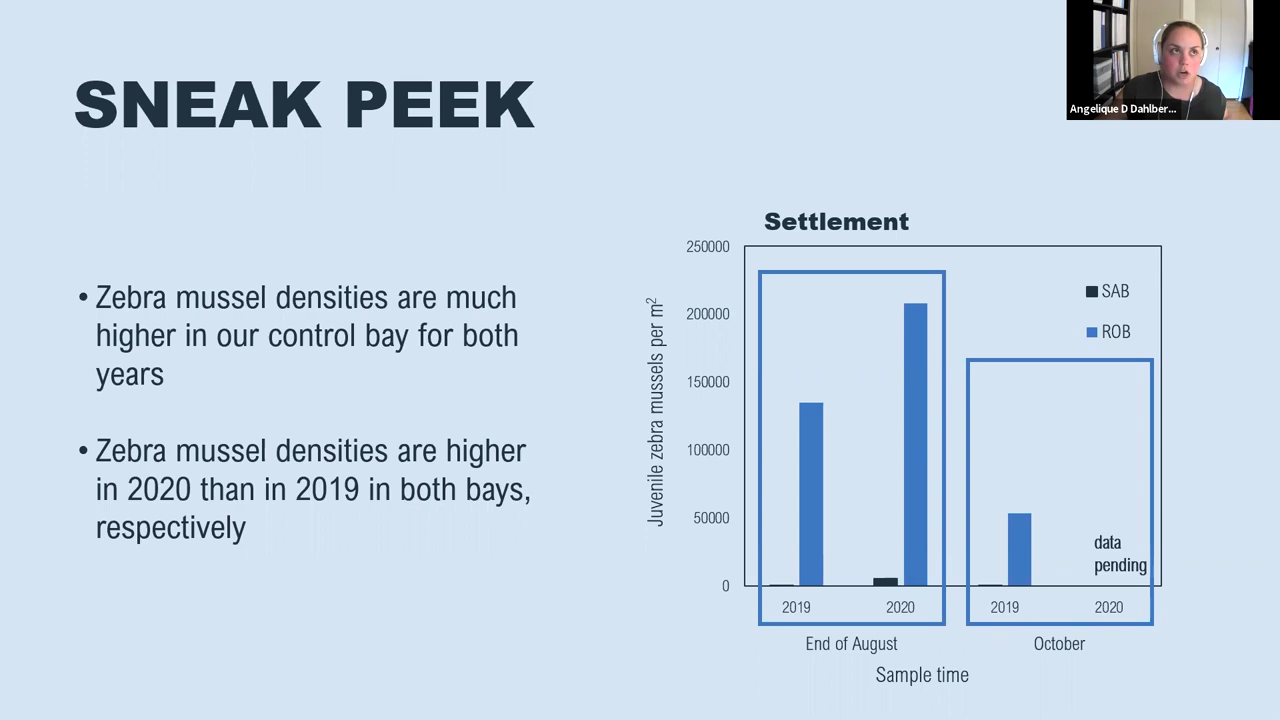 SNEAK PEEK
Angelique D Dahlber...
• Zebra mussel densities are much
higher in our control bay for both
years
• Zebra mussel densities are higher
in 2020 than in 2019 in both bays,
respectively
Settlement
Juvenile zebra mussels per m²
250000
200000
150000
100000
50000
0
SAB
ROB
data
pending
2019
2020
2019
2020
End of August
October
Sample time